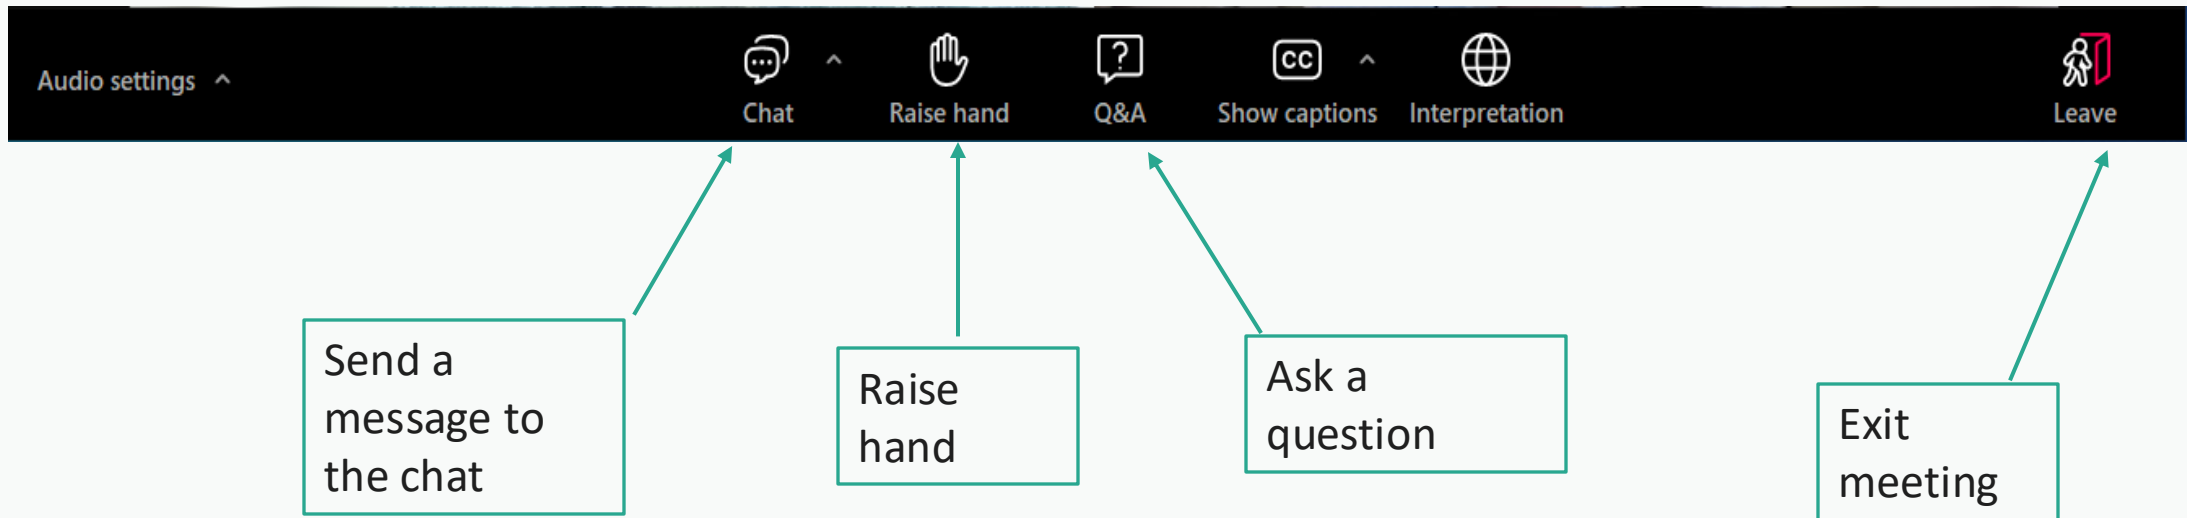 Audio settings
Chat
Raise hand
Q&A
CC
Show captions
Interpretation
Leave
Send a
message to
the chat
Raise
hand
Ask a
question
Exit
meeting